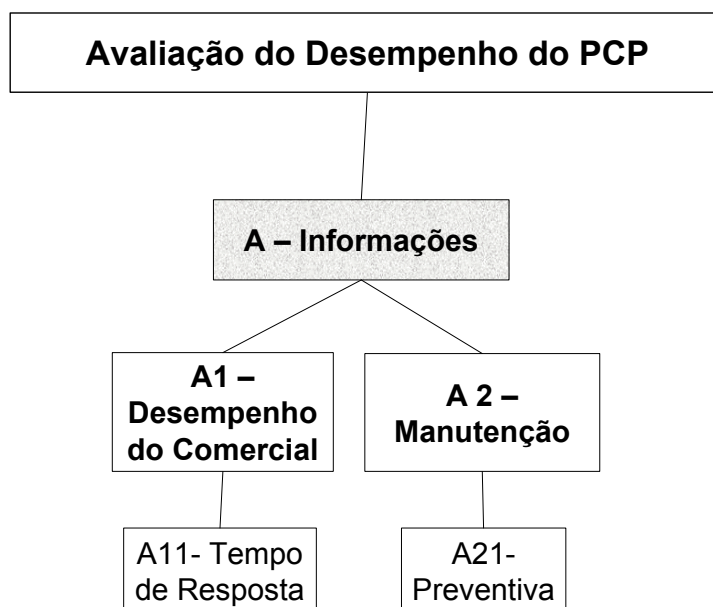 Avaliação do Desempenho do PCP
A – Informações
A1 –
Desempenho
do Comercial
A 2 –
Manutenção
A11- Tempo
de Resposta
A21-
Preventiva